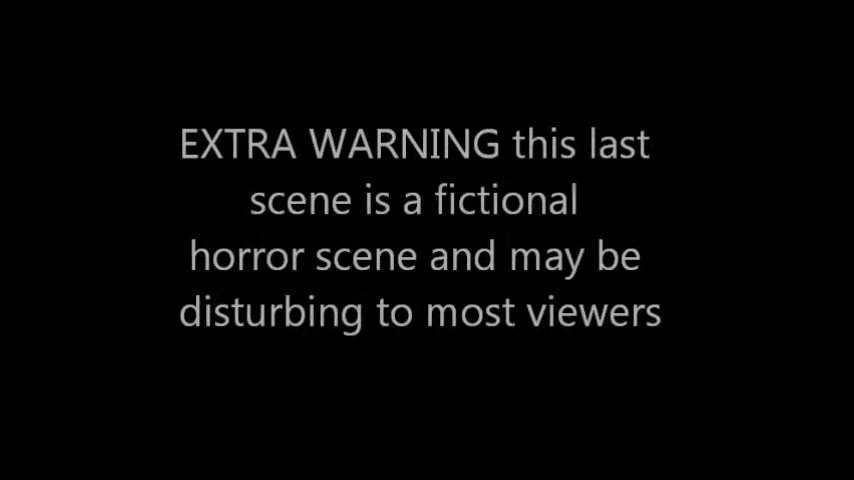 EXTRA WARNING this last
scene is a fictional
horror scene and may be
disturbing to most viewers